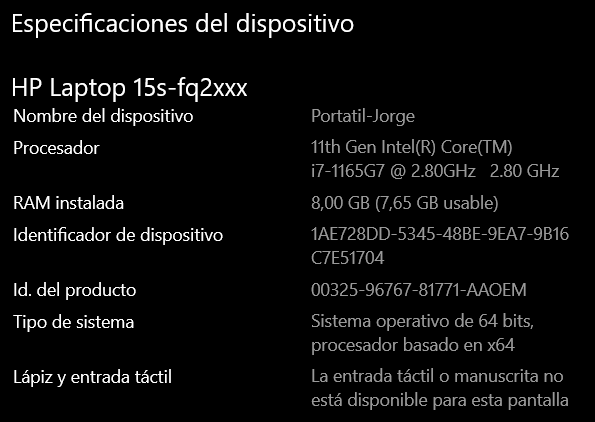 Especificaciones del dispositivo
HP Laptop 15s-fq2xxx
Nombre del dispositivo Portatil-Jorge
Procesador 11th Gen Intel(R) Core(TM)
i7-1165G7 @ 2.80GHz 2.80 GHz
RAM instalada 8,00 GB (7,65 GB usable)
Identificador de dispositivo 1AE728DD-5345-48BE-9EA7-9B16
C7E51704
Id. del producto 00325-96767-81771-AAOEM
Tipo de sistema Sistema operativo de 64 bits,
procesador basado en x64
Lápiz y entrada táctil La entrada táctil o manuscrita no
está disponible para esta pantalla